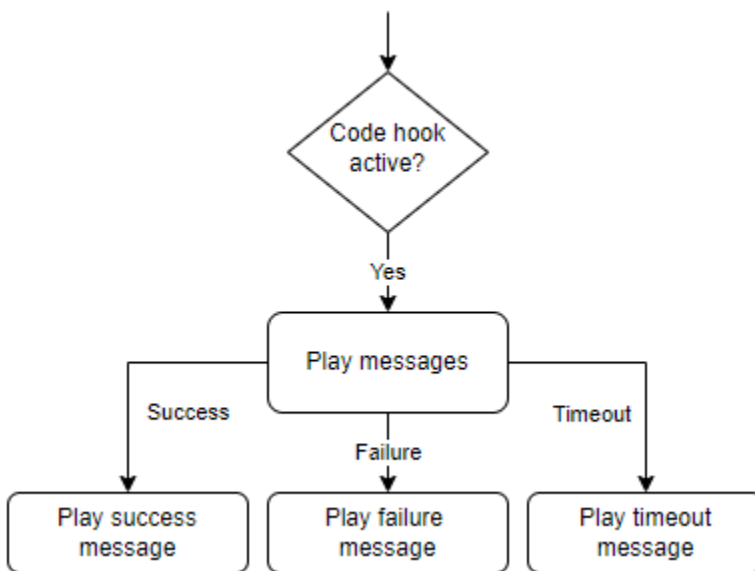 Code hook
active?
Yes
Play messages
Success
Timeout
Failure
Play success
message
Play failure
message
Play timeout
message